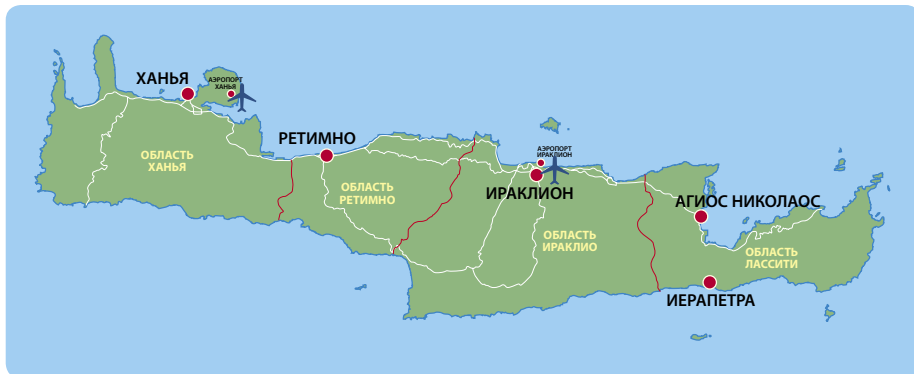 ХАНЬЯ
АЭРОПОРТ
ХАНЬЯ
РЕТИМНО
АЭРОПОРТ
ИРАКЛИОН
ИРАКЛИОН
АГИОС НИКОЛАОС
ОБЛАСТЬ
ХАНЬЯ
ОБЛАСТЬ
РЕТИМНО
ОБЛАСТЬ
ИРАКЛИО
ОБЛАСТЬ
ЛАССИТИ
ИЕРАПЕТРА